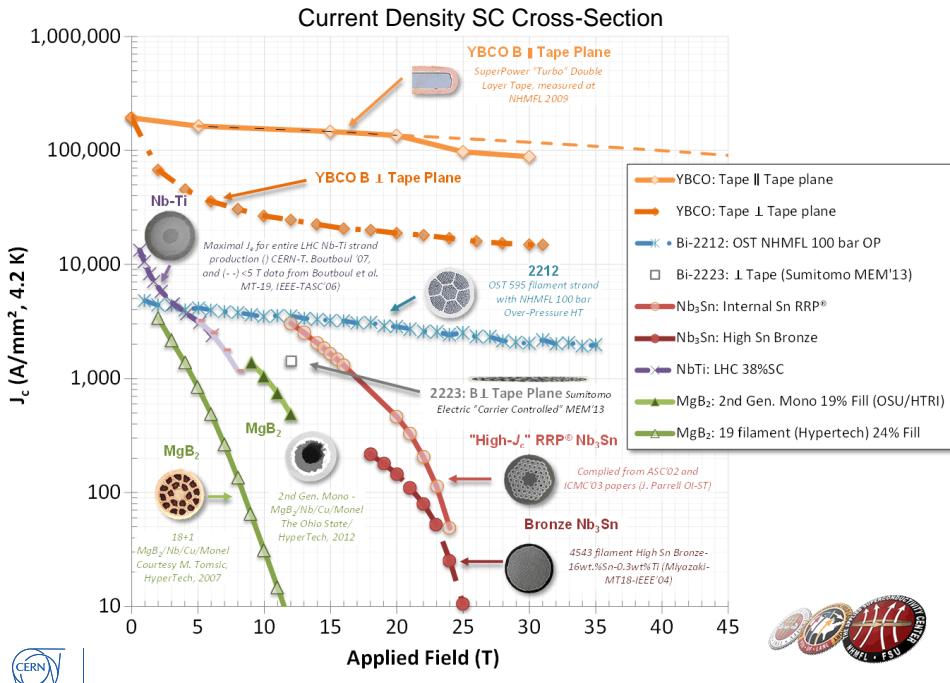 Current Density SC Cross-Section
1,000,000
100,000
10,000
1,000
100
10
Jc (A/mm², 4.2 K)
0
5
10
15
20
25
30
35
40
45
Applied Field (T)
YBCO B ∥ Tape Plane
SuperPower "Turbo" Double
Layer Tape, measured at
NHMFL 2009
YBCO B ⊥ Tape Plane
Nb-Ti
Maximal Jc for entire LHC Nb-Ti strand
production () CERN-T. Boutboul '07,
and (- -) <5 T data from Boutboul et al.
MT-19, IEEE-TASC'06)
2212
OST 595 filament strand
with NHMFL 100 bar
Over-Pressure HT
2223: B⊥ Tape Plane Sumitomo
Electric "Carrier Controlled" MEM'13
MgB₂
MgB₂
18+1
MgB₂/Nb/Cu/Monel
Courtesy M. Tomsic,
HyperTech, 2007
2nd Gen. Mono -
MgB₂/Nb/Cu/Monel
The Ohio State/
HyperTech, 2012
"High-Jc" RRP® Nb₃Sn
Complied from ASC'02 and
ICMC'03 papers (J. Parrell OI-ST)
Bronze Nb₃Sn
4543 filament High Sn Bronze-
16wt.%Sn-0.3wt%Ti (Miyazaki-
MT18-IEEE'04)
YBCO: Tape ∥ Tape plane
YBCO: Tape ⊥ Tape plane
Bi-2212: OST NHMFL 100 bar OP
Bi-2223: ⊥ Tape (Sumitomo MEM'13)
Nb₃Sn: Internal Sn RRP®
Nb₃Sn: High Sn Bronze
NbTi: LHC 38%SC
MgB₂: 2nd Gen. Mono 19% Fill (OSU/HTRI)
MgB₂: 19 filament (Hypertech) 24% Fill
CERN
NHMFL • FSU